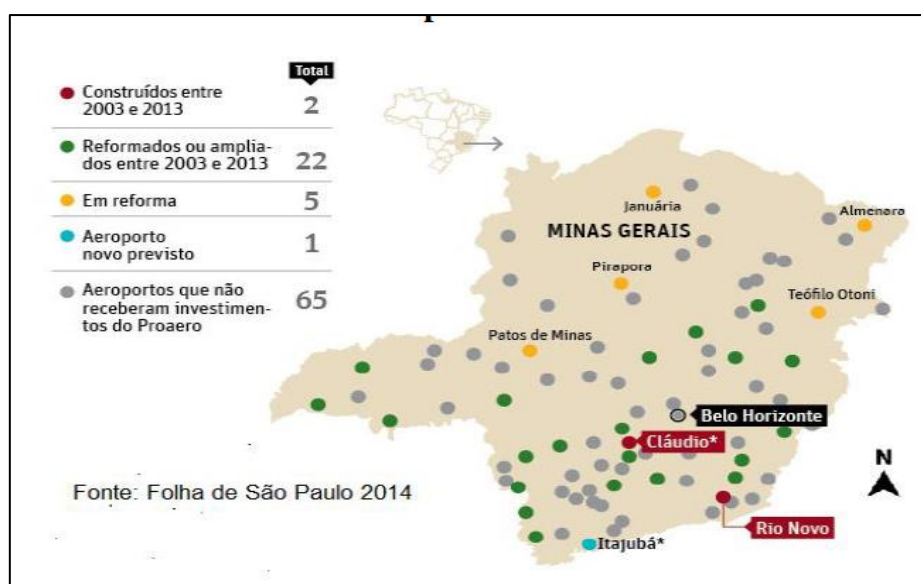 Total
Construídos entre
2003 e 2013
2
Reformados ou amplia-
dos entre 2003 e 2013
22
Em reforma
5
Aeroporto
novo previsto
1
Aeroportos que não
receberam investimen-
tos do Proaero
65
Januária
Almenara
MINAS GERAIS
Pirapora
Teófilo Otoni
Patos de Minas
Belo Horizonte
Cláudio*
N
Fonte: Folha de São Paulo 2014
Rio Novo
Itajubá*